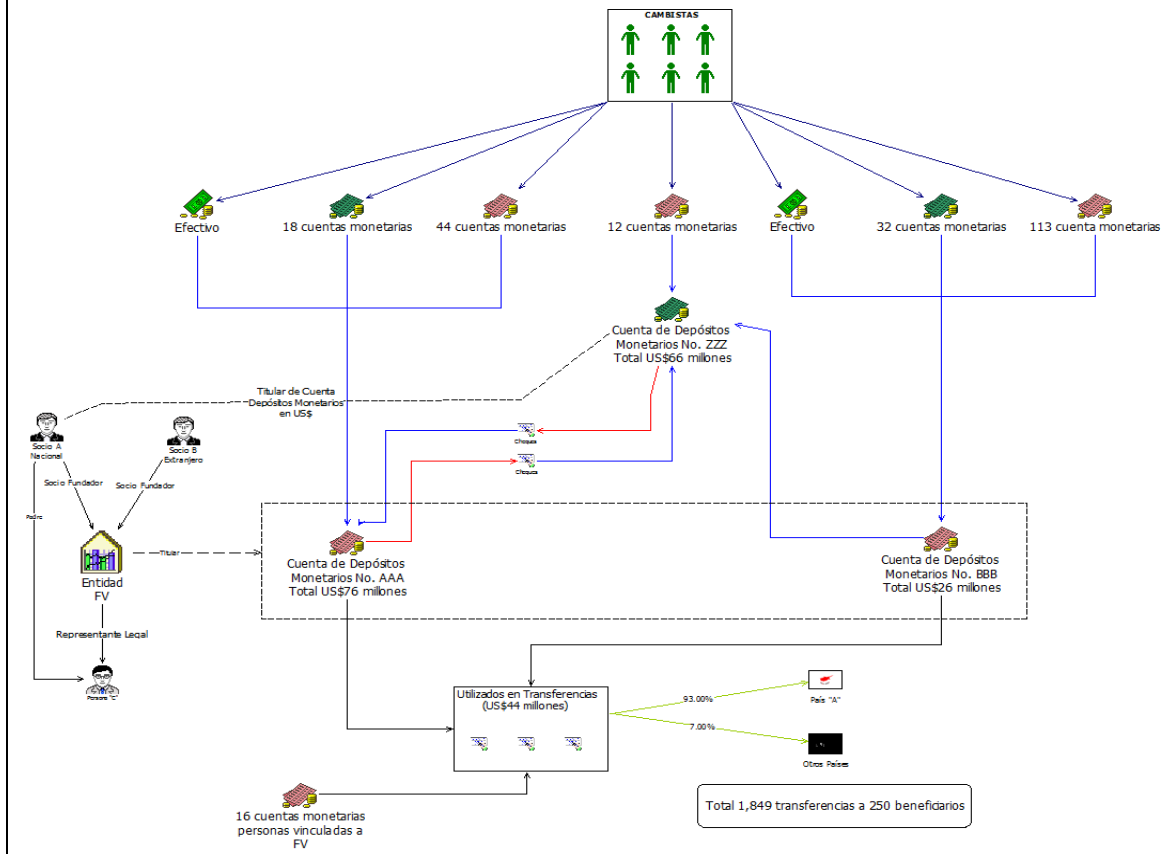 CAMBISTAS
Efectivo
18 cuentas monetarias
44 cuentas monetarias
12 cuentas monetarias
Efectivo
32 cuentas monetarias
113 cuenta monetarias
Cuenta de Depósitos
Monetarios No. ZZZ
Total US$66 millones
Titular de Cuenta
Depósitos Monetarios
en US$
Socio A
Nacional
Socio B
Extranjero
Cheques
Cheques
Socio Fundador
Socio Fundador
Padre
Titular
Entidad
FV
Cuenta de Depósitos
Monetarios No. AAA
Total US$76 millones
Cuenta de Depósitos
Monetarios No. BBB
Total US$26 millones
Representante Legal
Persona "C"
Utilizados en Transferencias
(US$44 millones)
93.00%
País "A"
7.00%
Otros Países
16 cuentas monetarias
personas vinculadas a
FV
Total 1,849 transferencias a 250 beneficiarios